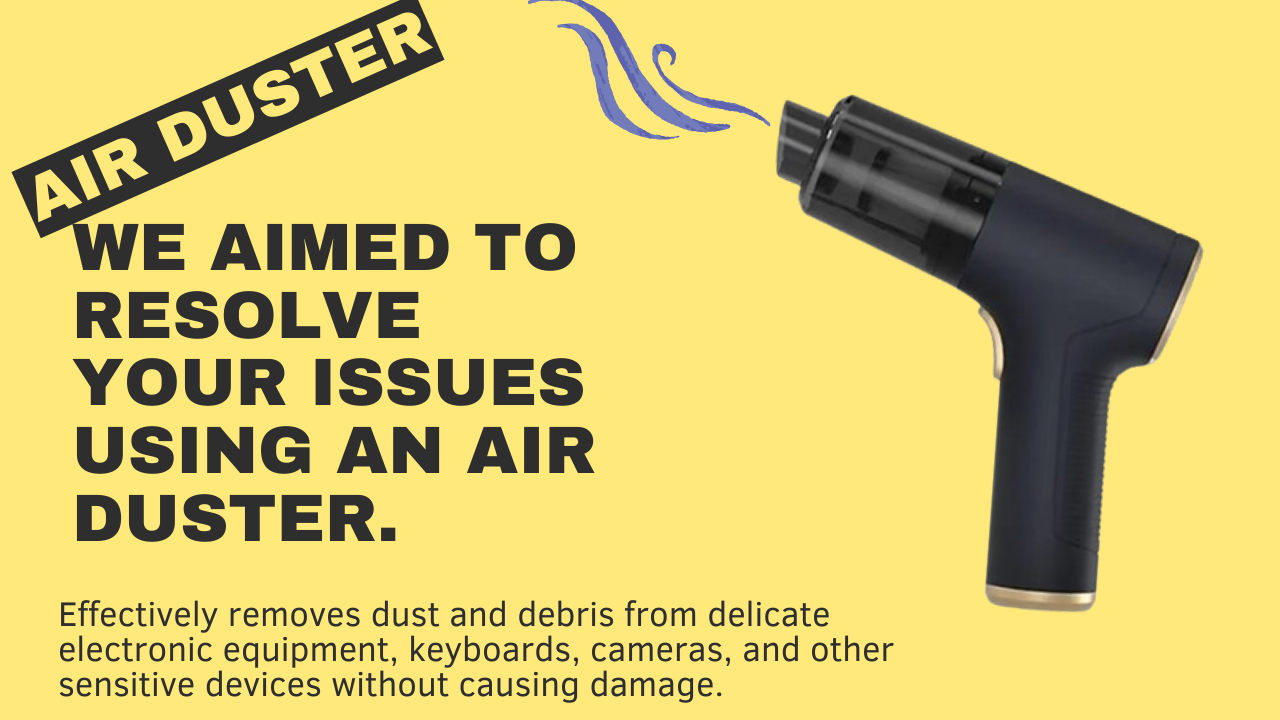 AIR DUSTER
WE AIMED TO
RESOLVE
YOUR ISSUES
USING AN AIR
DUSTER.
Effectively removes dust and debris from delicate
electronic equipment, keyboards, cameras, and other
sensitive devices without causing damage.